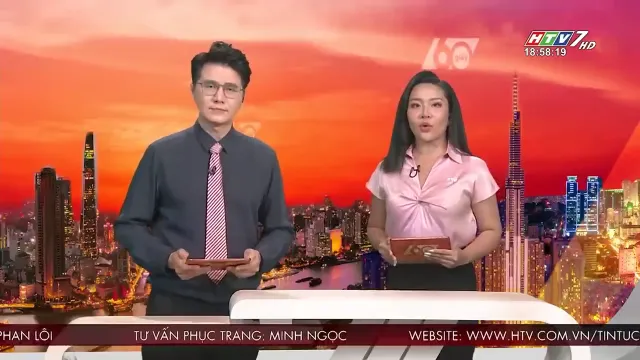 60
HTV7 HD
18:58:19
PHAN LÔI TƯ VẤN PHỤC TRANG: MINH NGỌC WEBSITE: WWW.HTV.COM.VN/TINTUC